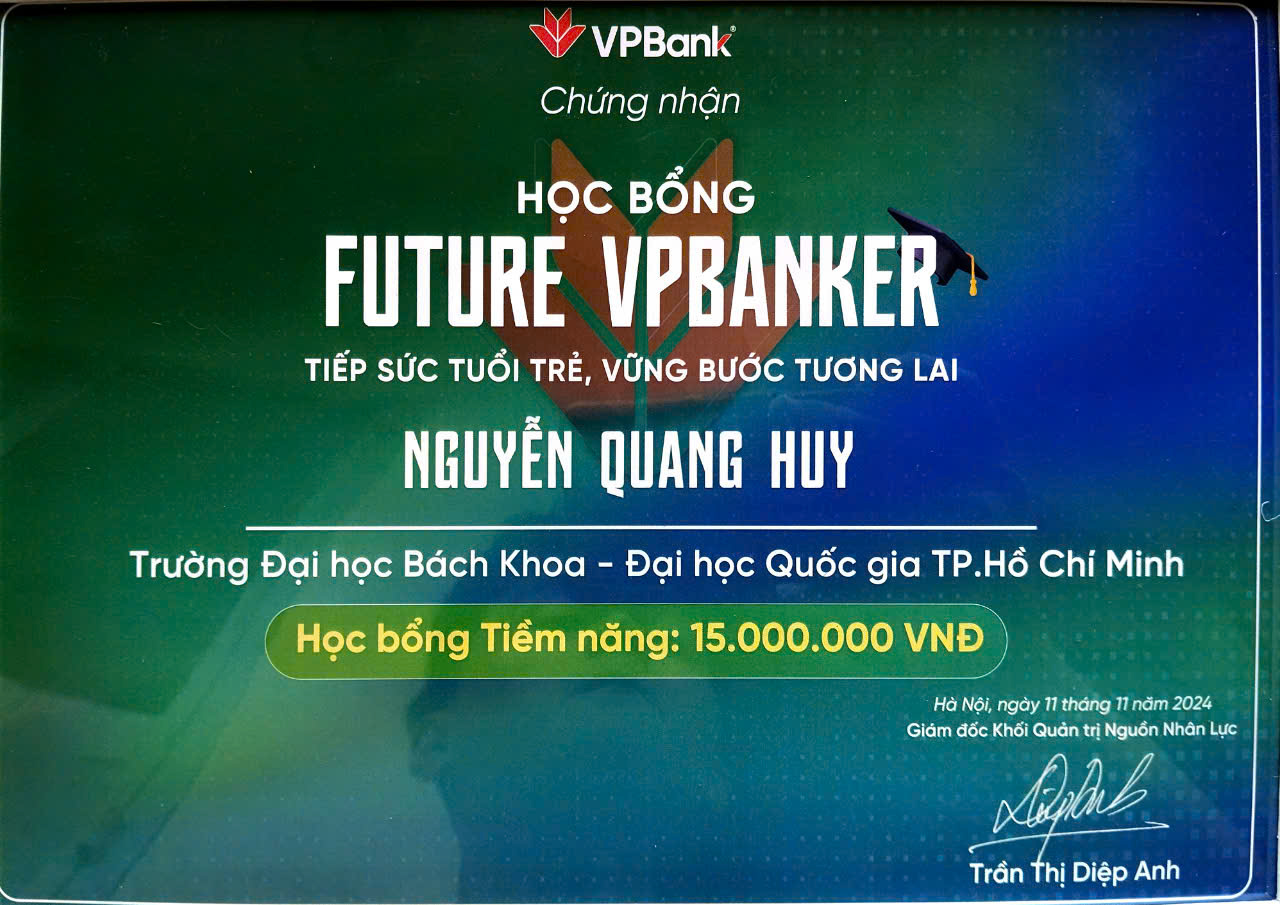 VPBank®
Chứng nhận
HỌC BỔNG
FUTURE VPBANKER
TIẾP SỨC TUỔI TRẺ, VỮNG BƯỚC TƯƠNG LAI
NGUYỄN QUANG HUY
Trường Đại học Bách Khoa - Đại học Quốc gia TP.Hồ Chí Minh
Học bổng Tiềm năng: 15.000.000 VNĐ
Hà Nội, ngày 11 tháng 11 năm 2024
Giám đốc Khối Quản trị Nguồn Nhân Lực
Trần Thị Diệp Anh